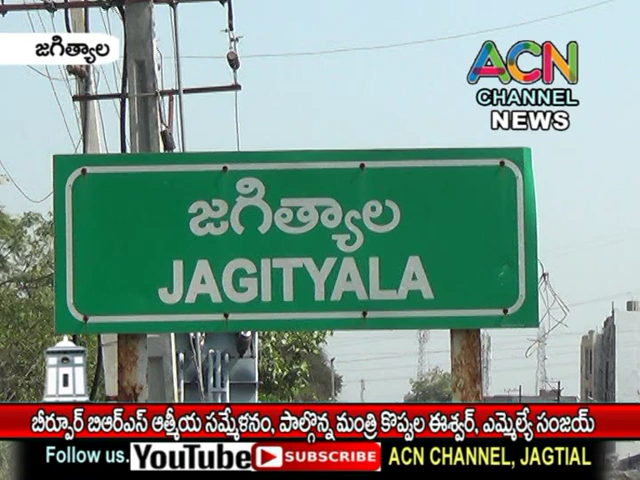 జగిత్యాల
ACN
CHANNEL
NEWS
జగిత్యాల
JAGITYALA
బీర్పూర్ బిఆర్ఎస్ ఆత్మీయ సమ్మేళనం, పాల్గొన్న మంత్రి కొప్పుల ఈశ్వర్, ఎమ్మెల్యే సంజయ్
Follow us. YouTube SUBSCRIBE ACN CHANNEL, JAGTIAL